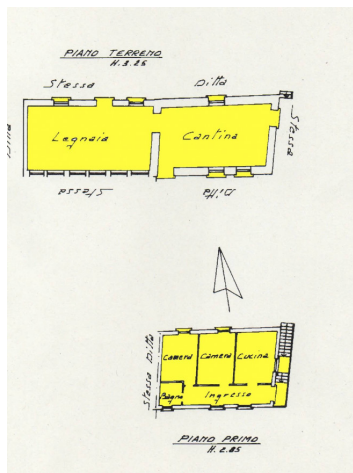 PIANO TERRENO
H. 3.25
Stessa Ditta
Ditta
Legnaia Cantina
Stessa
Stessa Ditta
Camera Camera Cucina
Stessa Ditta
Bagno Ingresso
PIANO PRIMO
H. 2.85